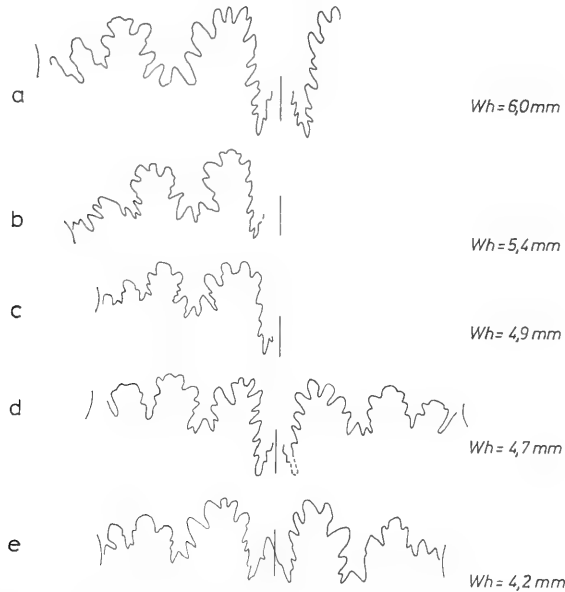 a
Wh = 6,0 mm
b
Wh = 5,4 mm
c
Wh = 4,9 mm
d
Wh = 4,7 mm
e
Wh = 4,2 mm